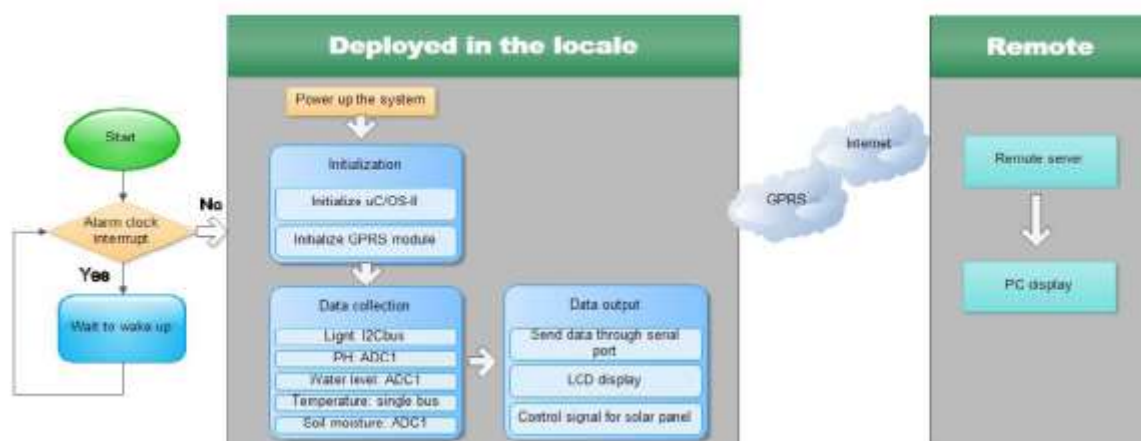 Deployed in the locale
Remote
Start
Alarm clock
interrupt
No
Yes
Wait to wake up
Power up the system
Initialization
Initialize uC/OS-II
Initialize GPRS module
Data collection
Light: I2Cbus
PH: ADC1
Water level: ADC1
Temperature: single bus
Soil moisture: ADC1
Data output
Send data through serial
port
LCD display
Control signal for solar panel
GPRS
Internet
Remote server
PC display